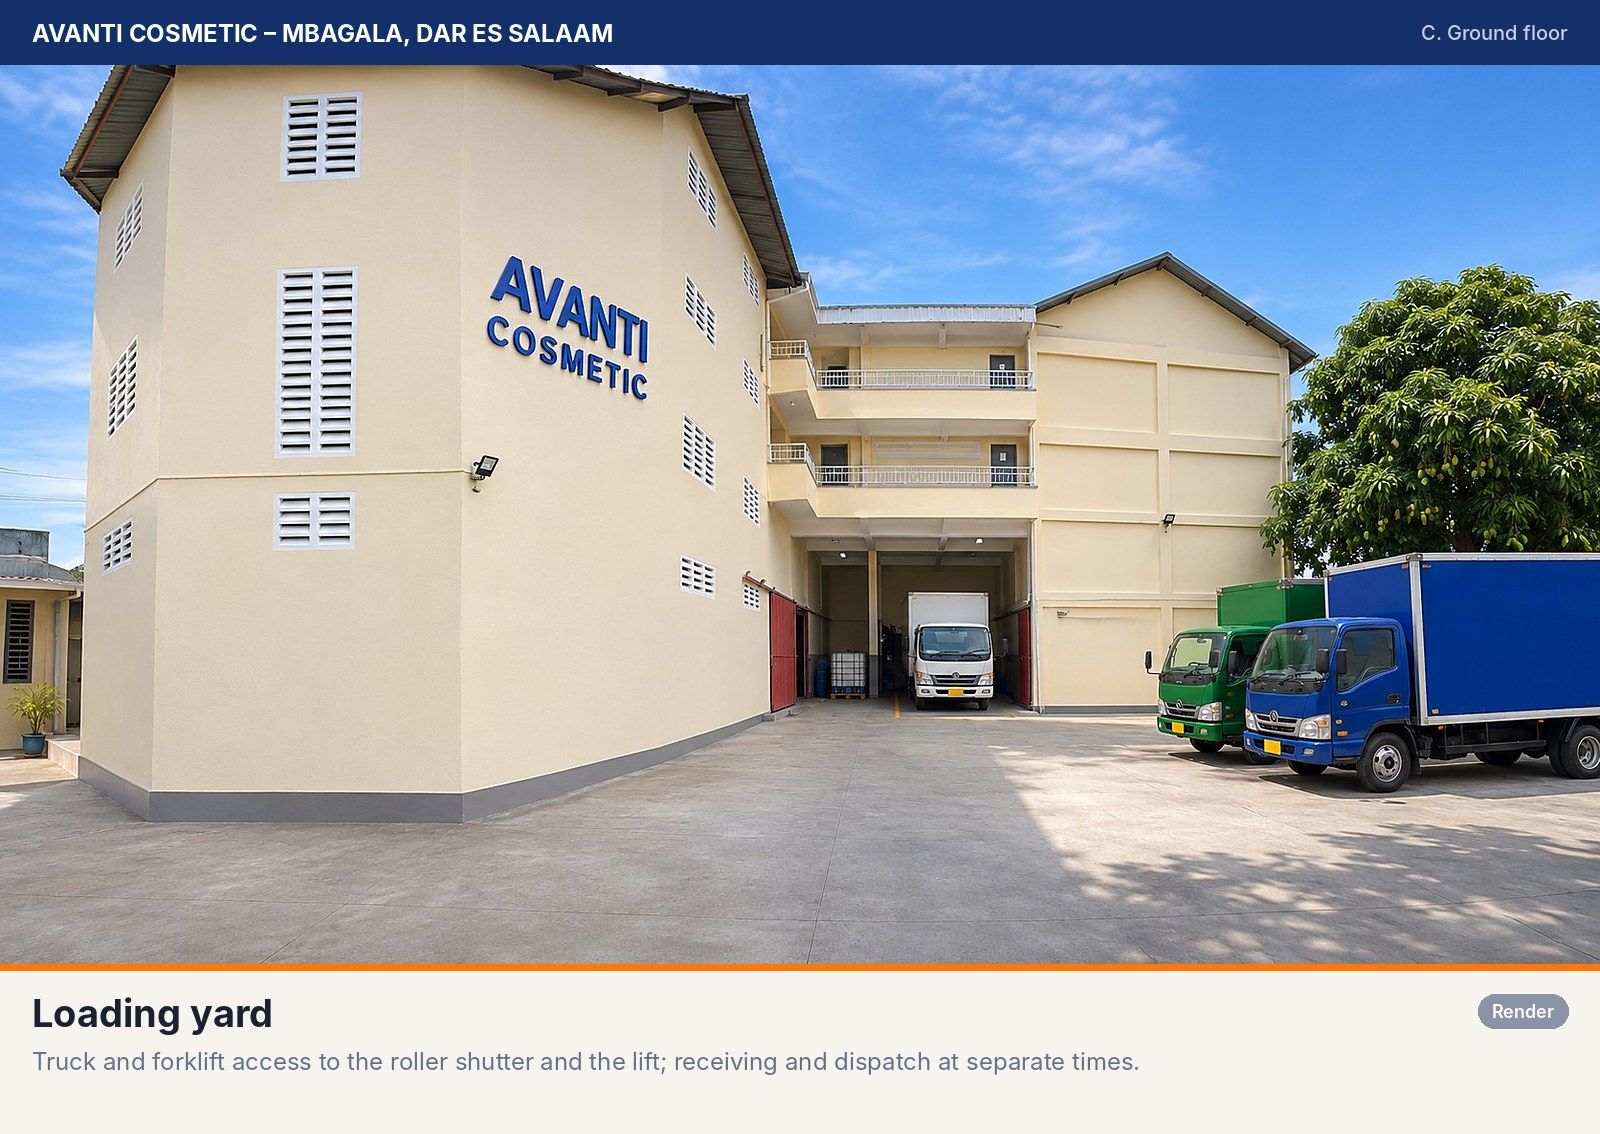 AVANTI COSMETIC – MBAGALA, DAR ES SALAAM
C. Ground floor
AVANTI
COSMETIC
Loading yard
Render
Truck and forklift access to the roller shutter and the lift; receiving and dispatch at separate times.